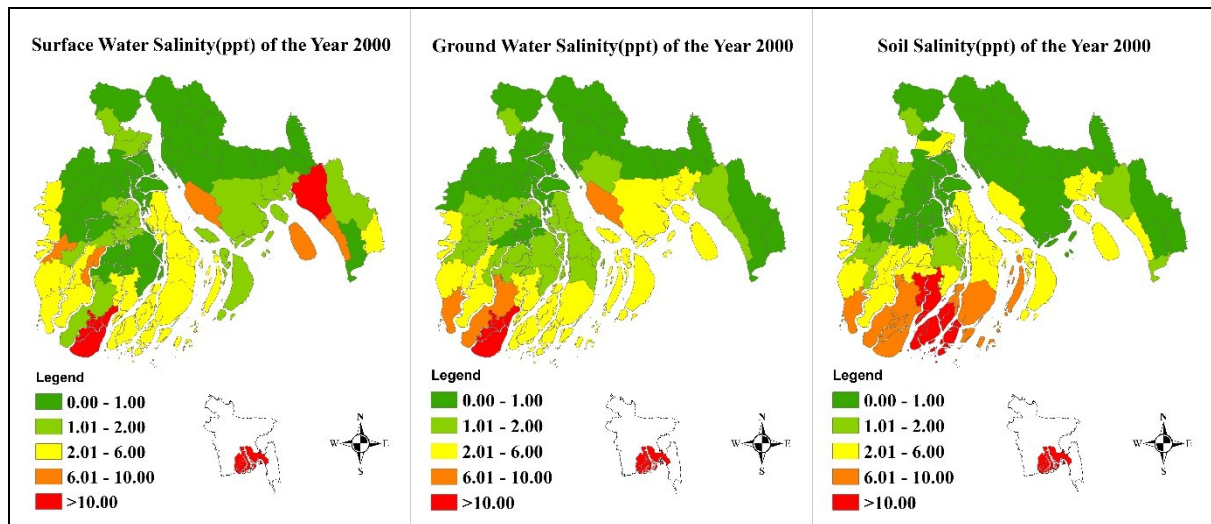 Surface Water Salinity(ppt) of the Year 2000
Legend
0.00 - 1.00
1.01 - 2.00
2.01 - 6.00
6.01 - 10.00
>10.00
N
W E
S
Ground Water Salinity(ppt) of the Year 2000
Legend
0.00 - 1.00
1.01 - 2.00
2.01 - 6.00
6.01 - 10.00
>10.00
N
W E
S
Soil Salinity(ppt) of the Year 2000
Legend
0.00 - 1.00
1.01 - 2.00
2.01 - 6.00
6.01 - 10.00
>10.00
N
W E
S